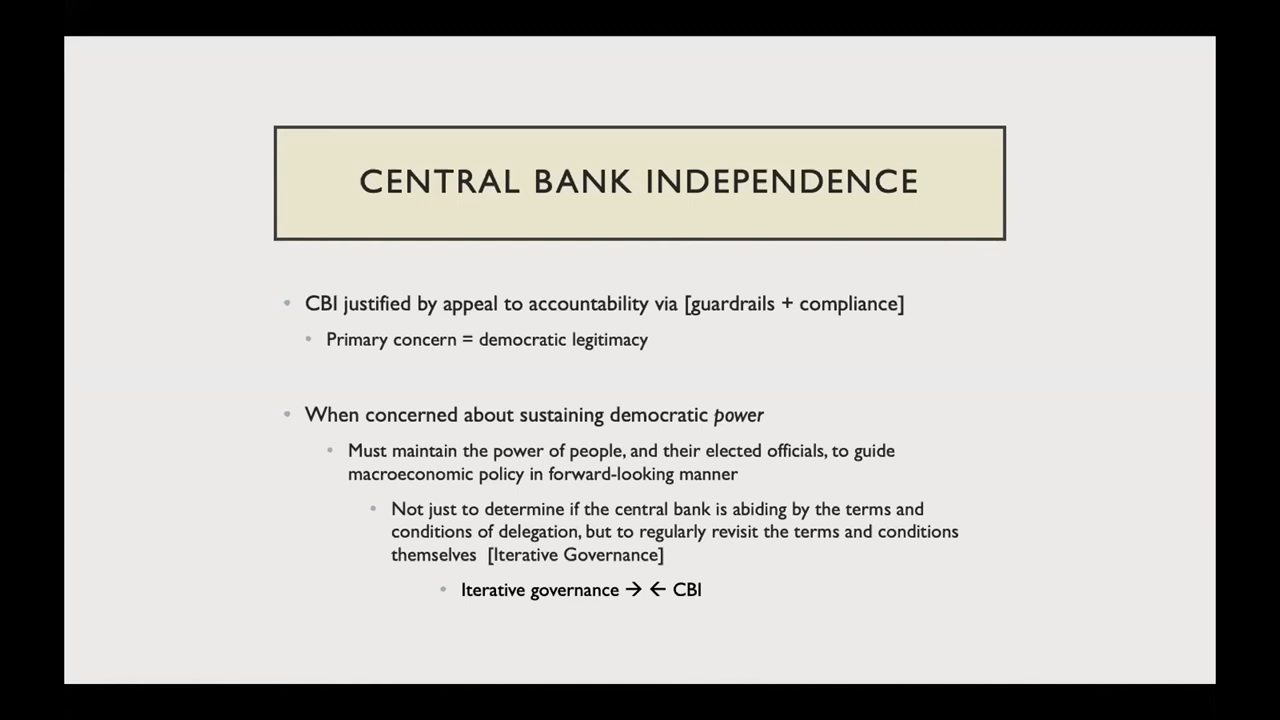 CENTRAL BANK INDEPENDENCE
• CBI justified by appeal to accountability via [guardrails + compliance]
• Primary concern = democratic legitimacy
• When concerned about sustaining democratic power
• Must maintain the power of people, and their elected officials, to guide
macroeconomic policy in forward-looking manner
• Not just to determine if the central bank is abiding by the terms and
conditions of delegation, but to regularly revisit the terms and conditions
themselves [Iterative Governance]
• Iterative governance → ← CBI